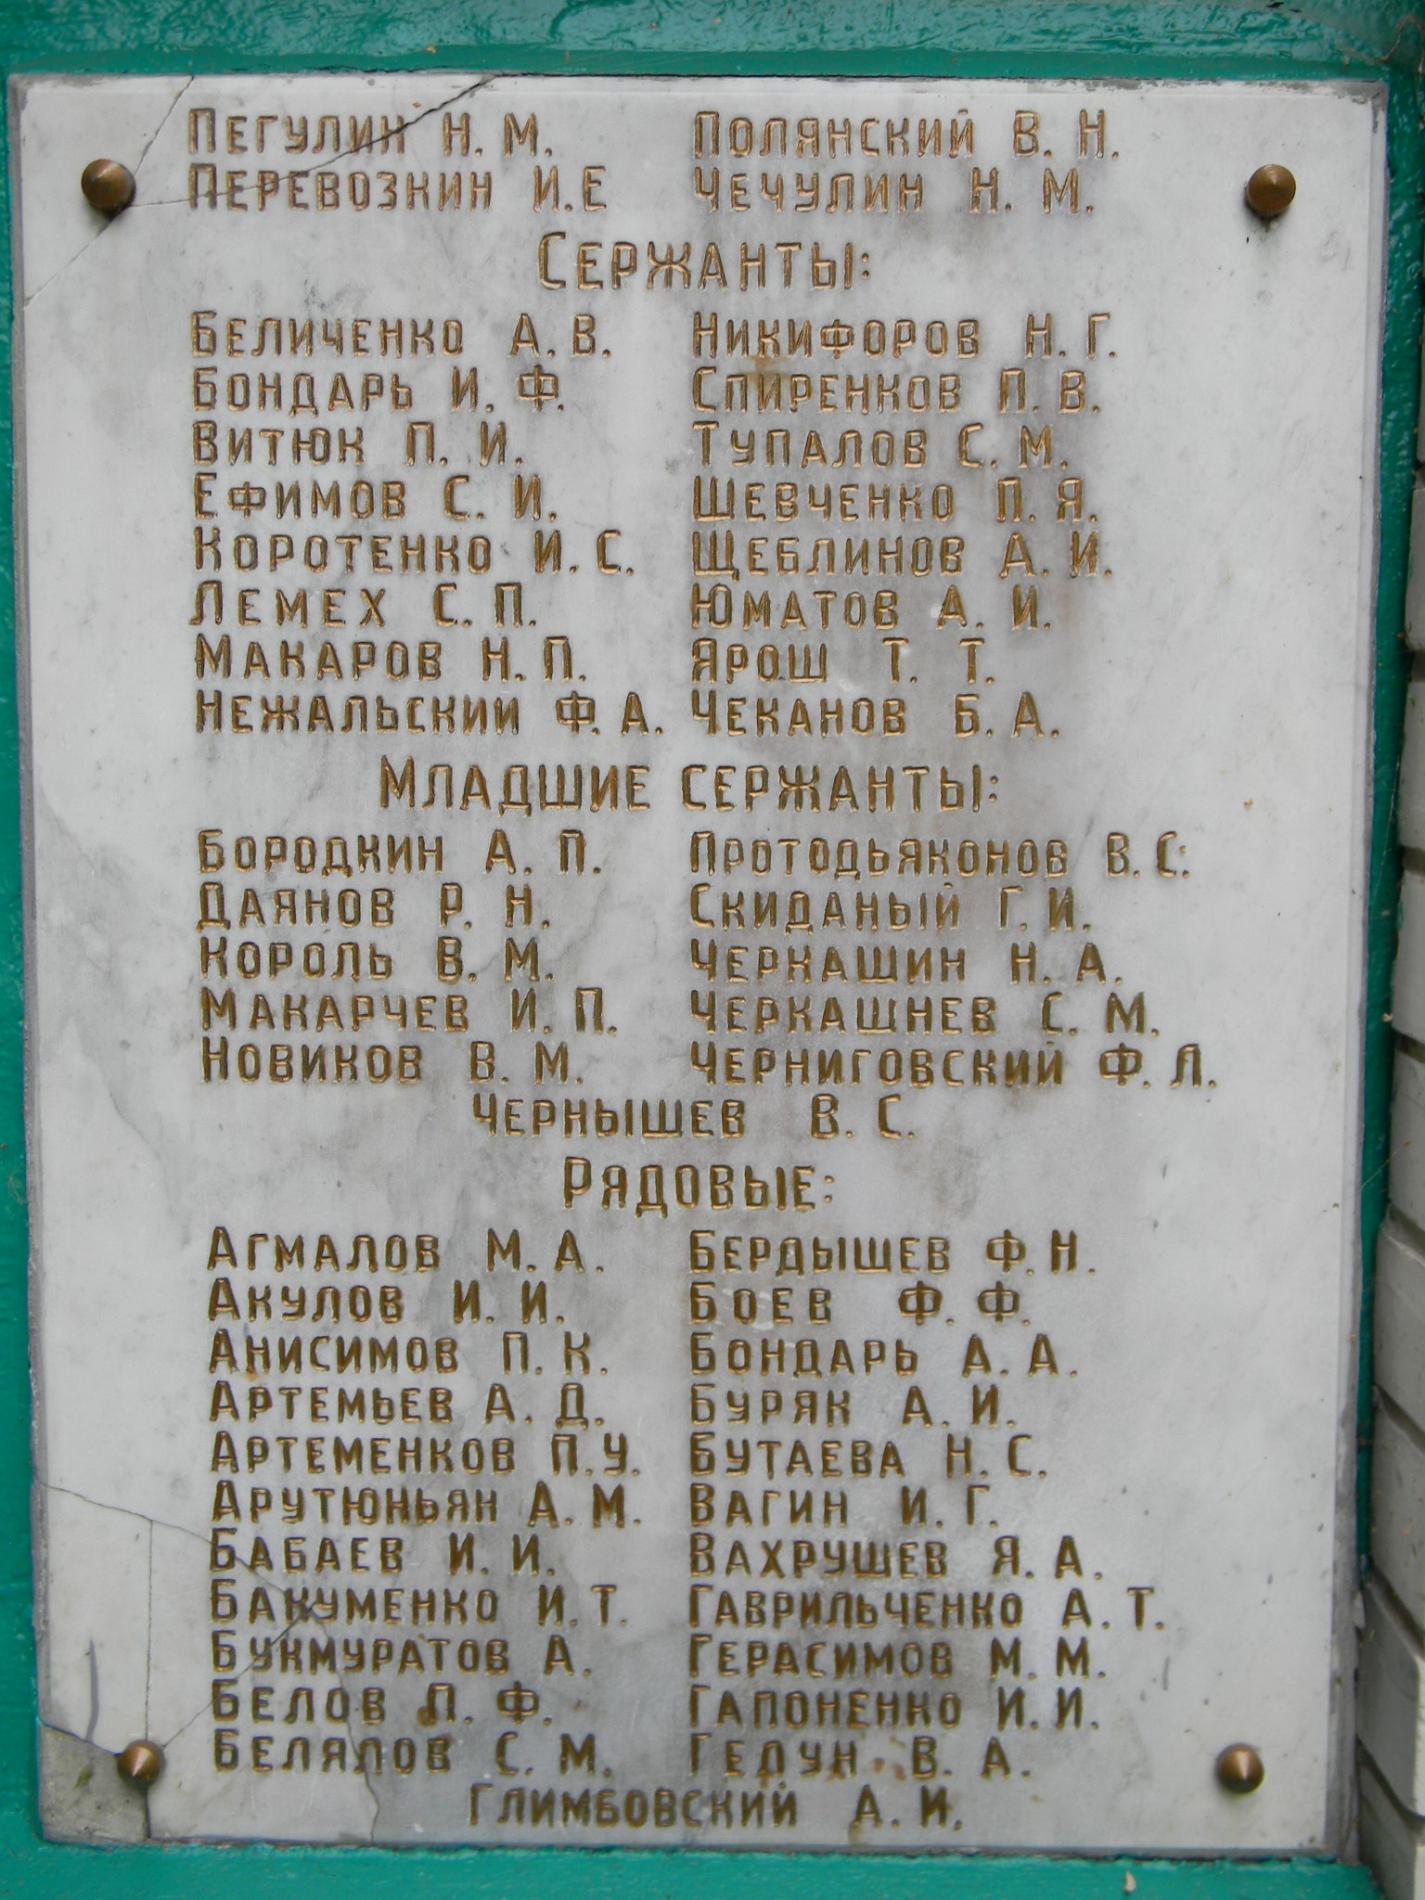 Пегулин Н. М. Полянский В. Н.
Перевозкин И. Е Чечулин Н. М.
Сержанты:
Беличенко А. В. Никифоров Н. Г.
Бондарь И. Ф. Спиренков П. В.
Витюк П. И. Тупалов С. М.
Ефимов С. И. Шевченко П. Я.
Коротенко И. С. Щеблинов А. И.
Лемех С. П. Юматов А. И.
Макаров Н. П. Ярош Т. Т.
Нежальский Ф. А. Чеканов Б. А.
Младшие сержанты:
Бородкин А. П. Протодьяконов В. С.
Даянов Р. Н. Скиданый Г. И.
Король В. М. Черкашин Н. А.
Макарчев И. П. Черкашнев С. М.
Новиков В. М. Черниговский Ф. Л.
Чернышев В. С.
Рядовые:
Агмалов М. А. Бердышев Ф. Н.
Акулов И. И. Боев Ф. Ф.
Анисимов П. К. Бондарь А. А.
Артемьев А. Д. Буряк А. И.
Артеменков П. У. Бутаева Н. С.
Арутюньян А. М. Вагин И. Г.
Бабаев И. И. Вахрушев Я. А.
Бакуменко И. Т. Гаврильченко А. Т.
Букмуратов А. Герасимов М. М.
Белов П. Ф. Гапоненко И. И.
Белялов С. М. Гедун В. А.
Глимбовский А. И.